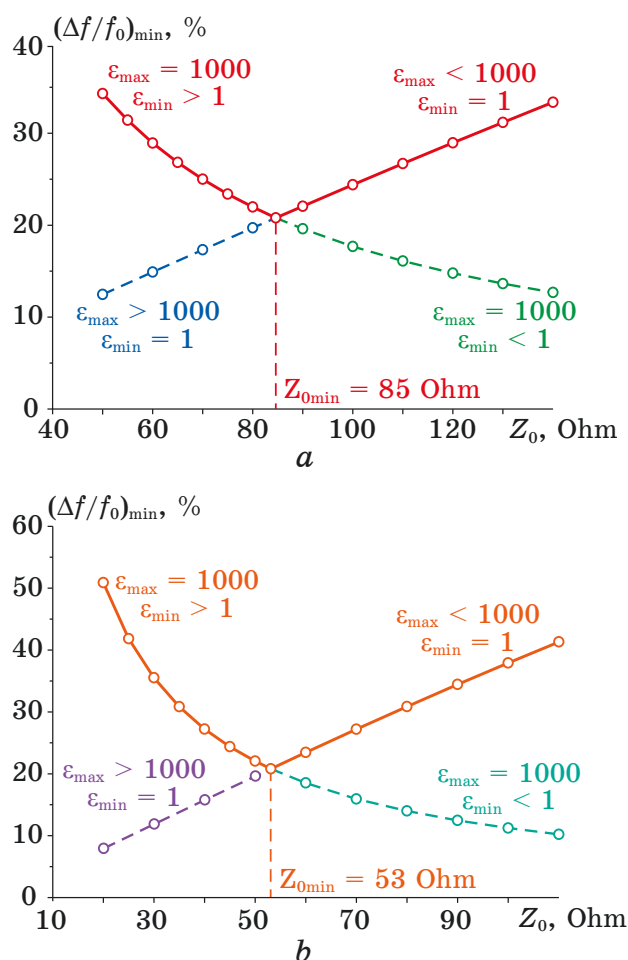 (Δf/f₀)min, %
40
εmax = 1000
εmin > 1
εmax < 1000
εmin = 1
30
20
10
εmax > 1000
εmin = 1
εmax = 1000
εmin < 1
Z₀min = 85 Ohm
0
40 60 80 100 120 Z₀, Ohm
a
(Δf/f₀)min, %
60
50
εmax = 1000
εmin > 1
40
εmax < 1000
εmin = 1
30
20
εmax > 1000
εmin = 1
εmax = 1000
εmin < 1
10
Z₀min = 53 Ohm
0
10 30 50 70 90 Z₀, Ohm
b